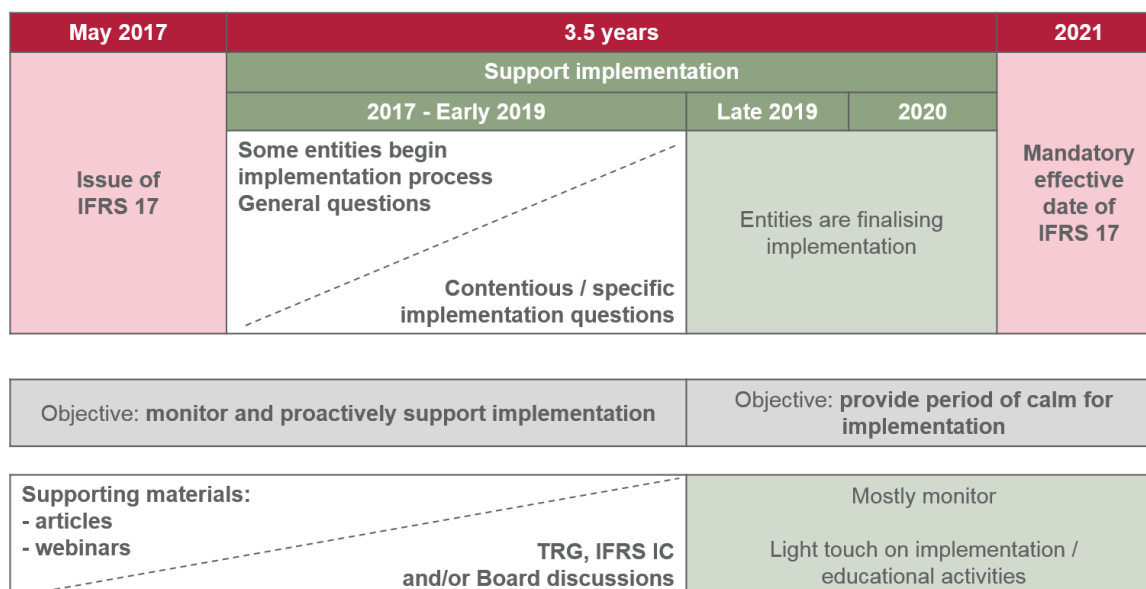 May 2017
3.5 years
2021
Support implementation
2017 - Early 2019
Late 2019
2020
Issue of
IFRS 17
Some entities begin
implementation process
General questions
Contentious / specific
implementation questions
Entities are finalising
implementation
Mandatory
effective
date of
IFRS 17
Objective: monitor and proactively support implementation
Objective: provide period of calm for
implementation
Supporting materials:
- articles
- webinars
TRG, IFRS IC
and/or Board discussions
Mostly monitor
Light touch on implementation /
educational activities